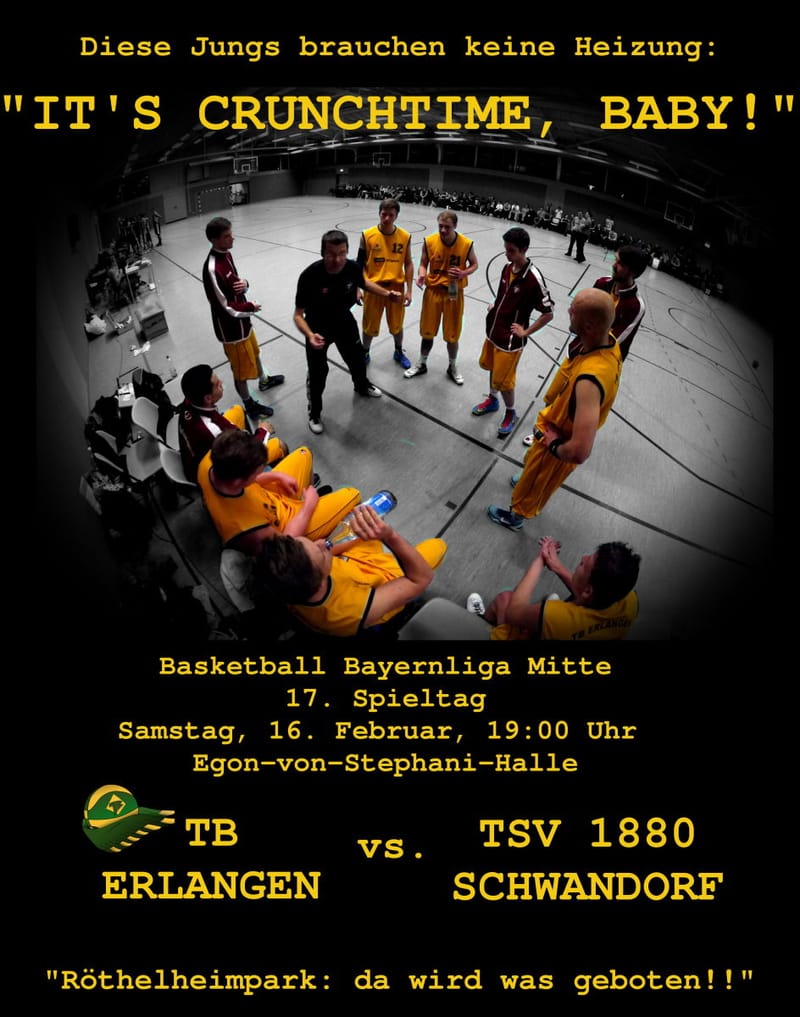 Diese Jungs brauchen keine Heizung:
"IT'S CRUNCHTIME, BABY!"
12
21
TB ERLANGEN
Basketball Bayernliga Mitte
17. Spieltag
Samstag, 16. Februar, 19:00 Uhr
Egon-von-Stephani-Halle
TB
ERLANGEN
vs.
TSV 1880
SCHWANDORF
"Röthelheimpark: da wird was geboten!!"